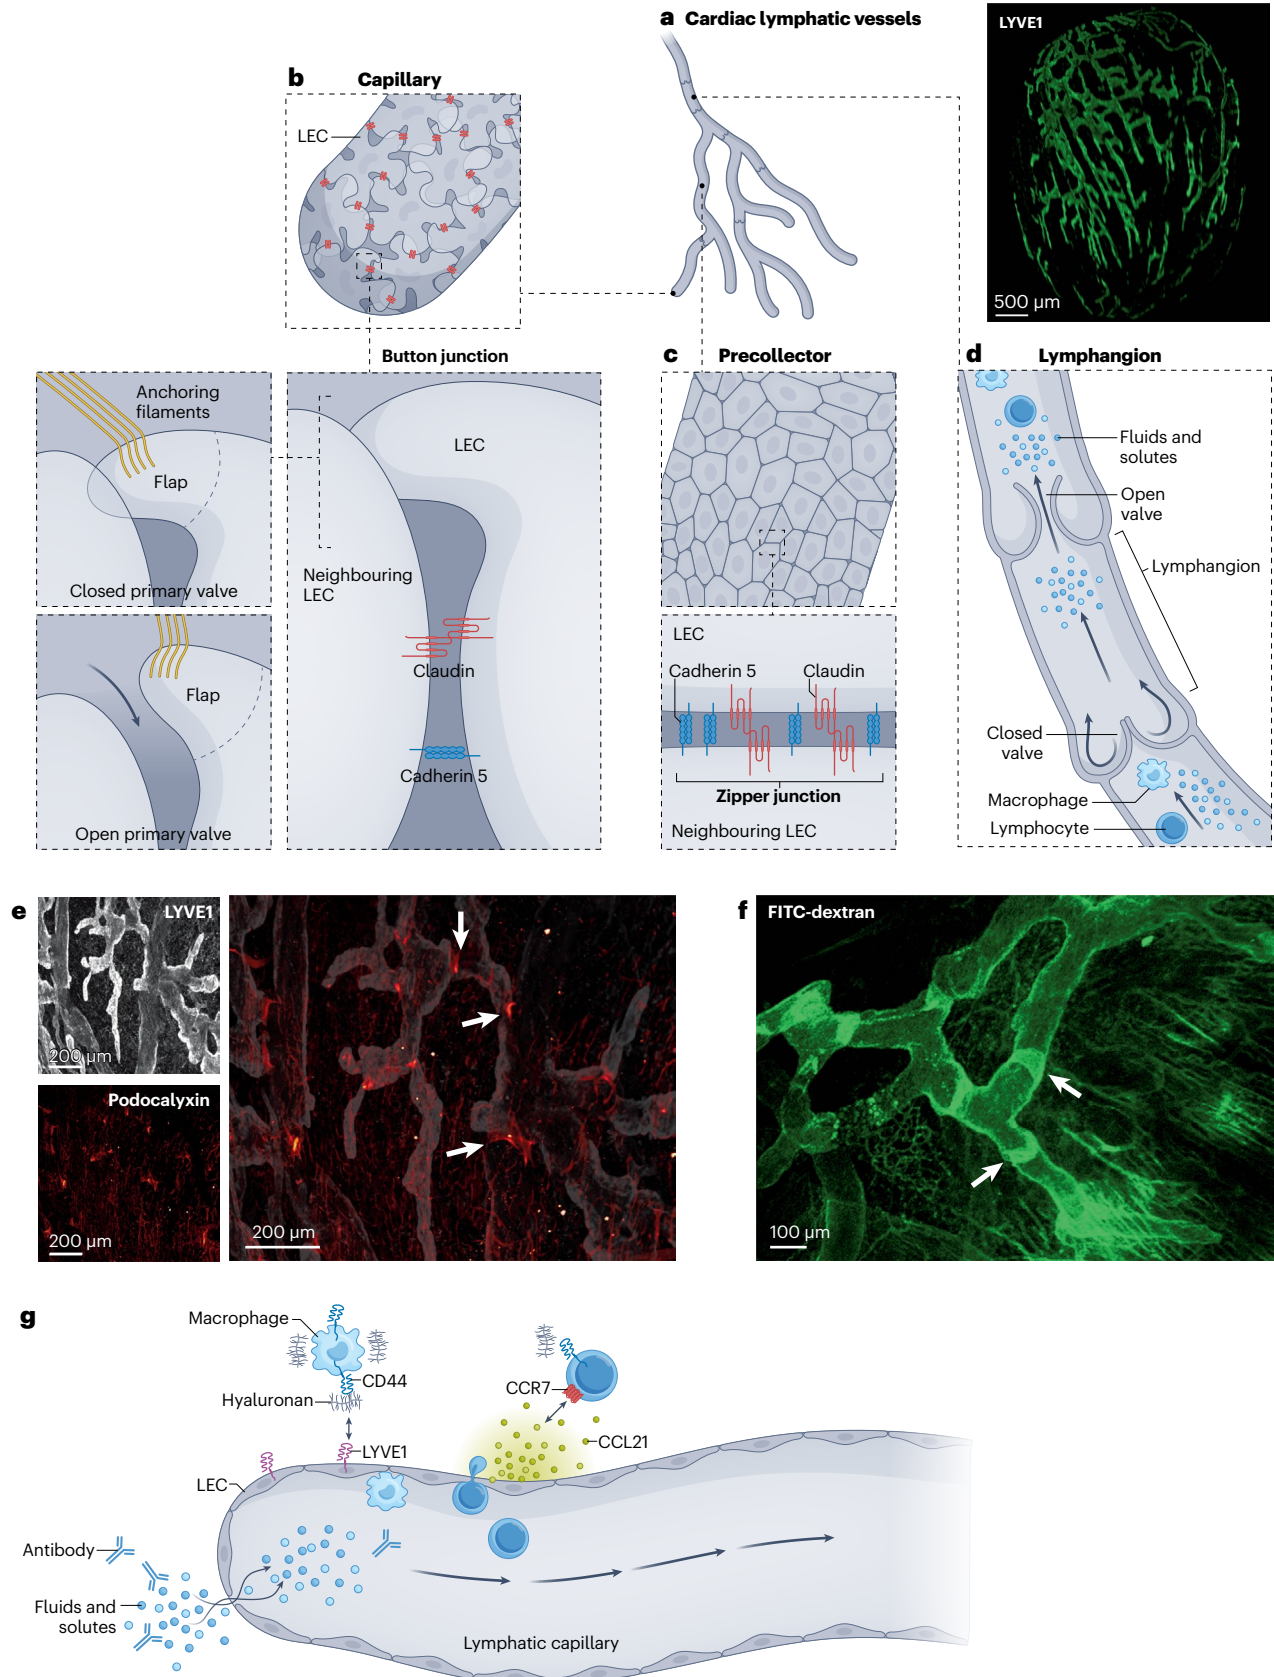 a Cardiac lymphatic vessels
LYVE1
500 µm
b Capillary
LEC
Button junction
Anchoring
filaments
Flap
Closed primary valve
Flap
Open primary valve
LEC
Neighbouring
LEC
Claudin
Cadherin 5
c Precollector
LEC
Cadherin 5
Claudin
Zipper junction
Neighbouring LEC
d Lymphangion
Fluids and
solutes
Open
valve
Lymphangion
Closed
valve
Macrophage
Lymphocyte
e
LYVE1
200 µm
Podocalyxin
200 µm
200 µm
f
FITC-dextran
100 µm
g
Macrophage
CD44
Hyaluronan
LYVE1
LEC
CCR7
CCL21
Antibody
Fluids and
solutes
Lymphatic capillary